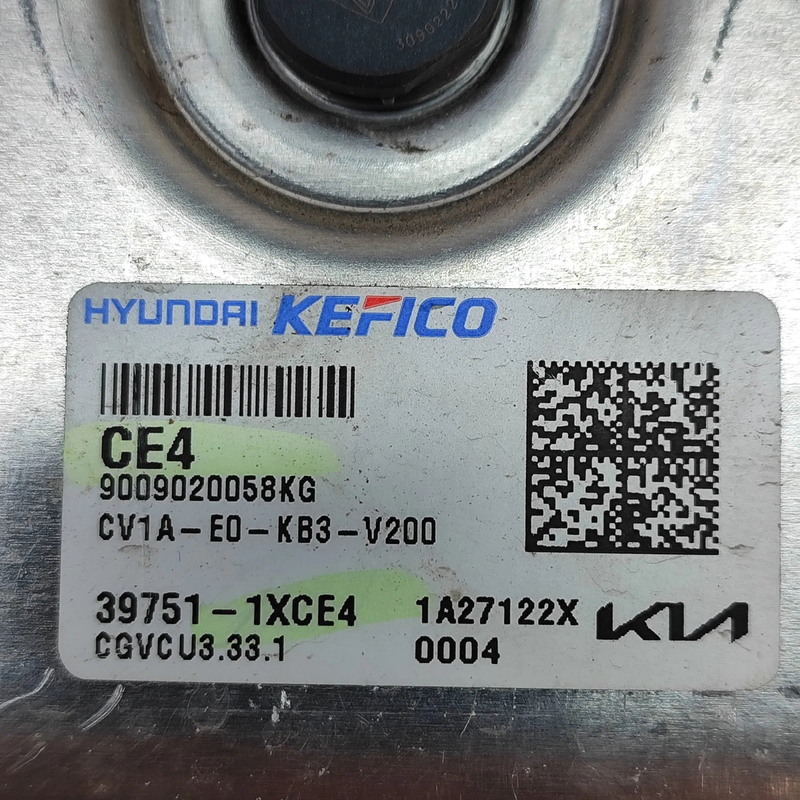 HYUNDAI KEFICO
CE4
9009020058KG
CV1A-E0-KB3-V200
39751-1XCE4 1A27122X KIA
CGVCU3.33.1 0004